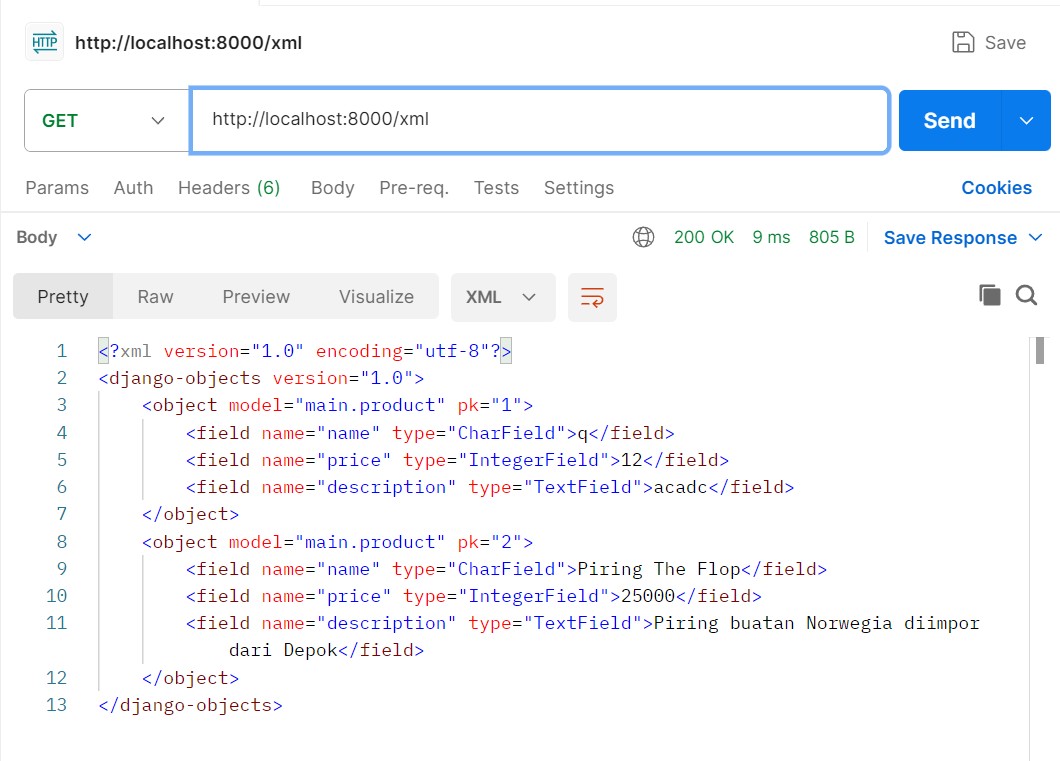 HTTP http://localhost:8000/xml Save
GET http://localhost:8000/xml Send
Params Auth Headers (6) Body Pre-req. Tests Settings Cookies
Body 200 OK 9 ms 805 B Save Response
Pretty Raw Preview Visualize XML
1 <?xml version="1.0" encoding="utf-8"?>
2 <django-objects version="1.0">
3 <object model="main.product" pk="1">
4 <field name="name" type="CharField">q</field>
5 <field name="price" type="IntegerField">12</field>
6 <field name="description" type="TextField">acadc</field>
7 </object>
8 <object model="main.product" pk="2">
9 <field name="name" type="CharField">Piring The Flop</field>
10 <field name="price" type="IntegerField">25000</field>
11 <field name="description" type="TextField">Piring buatan Norwegia diimpor
dari Depok</field>
12 </object>
13 </django-objects>